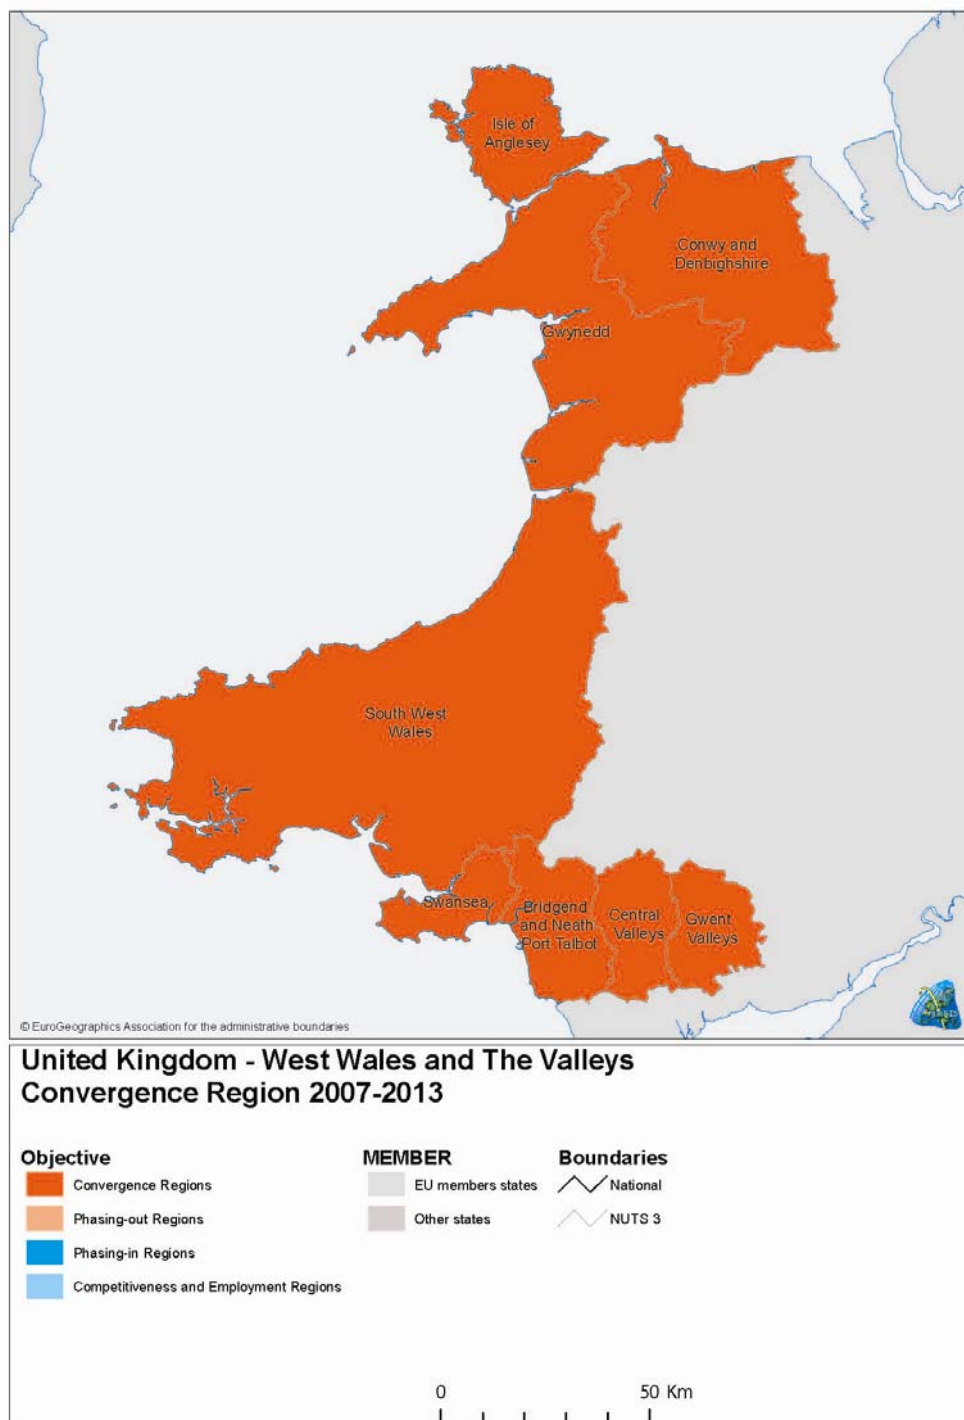 Isle of
Anglesey
Conwy and
Denbighshire
Gwynedd
South West
Wales
Swansea
Bridgend
and Neath
Port Talbot
Central
Valleys
Gwent
Valleys
© EuroGeographics Association for the administrative boundaries
United Kingdom - West Wales and The Valleys
Convergence Region 2007-2013
Objective
Convergence Regions
Phasing-out Regions
Phasing-in Regions
Competitiveness and Employment Regions
MEMBER
EU members states
Other states
Boundaries
National
NUTS 3
0 50 Km